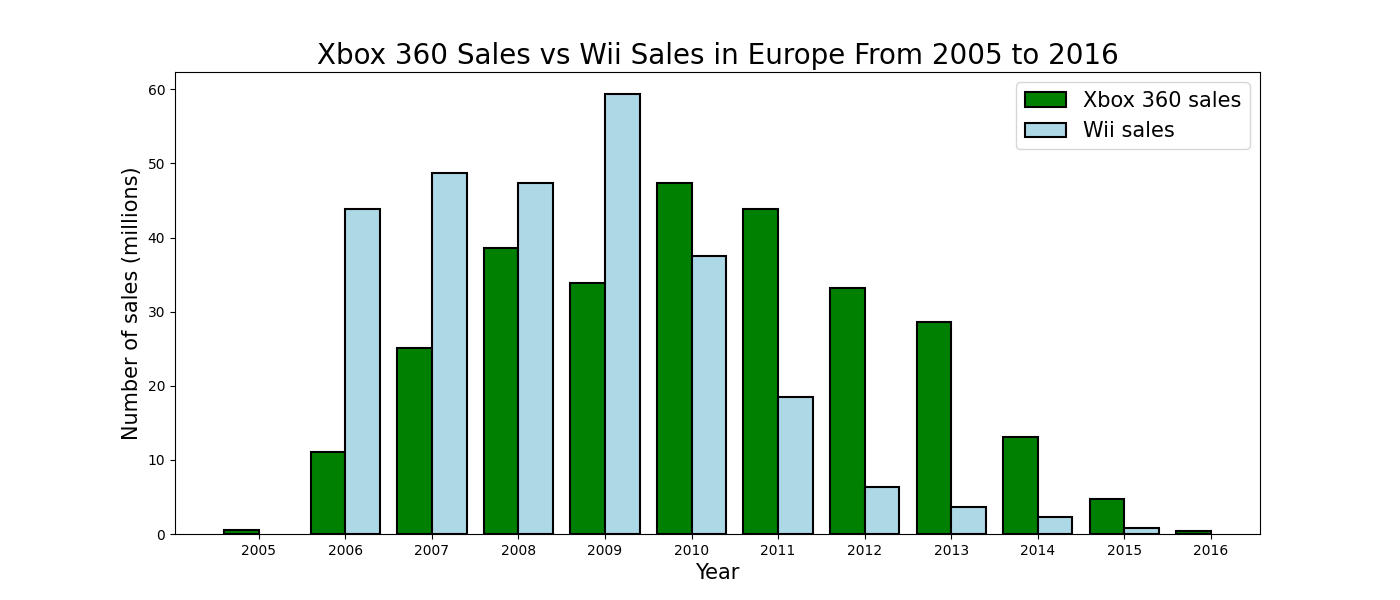 Xbox 360 Sales vs Wii Sales in Europe From 2005 to 2016
Xbox 360 sales
Wii sales
Number of sales (millions)
60
50
40
30
20
10
0
2005 2006 2007 2008 2009 2010 2011 2012 2013 2014 2015 2016
Year